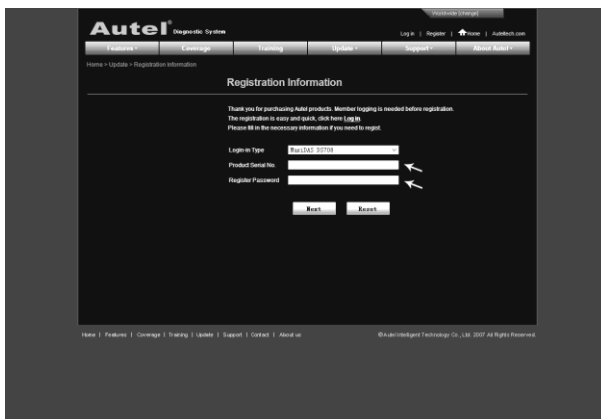 Worldwide [change]
Autel® Diagnostic System
Log in | Register | Home | Auteltech.com
Features Coverage Training Update Support About Autel
Home > Update > Registration Information
Registration Information
Thank you for purchasing Autel products. Member logging is needed before registration.
The registration is easy and quick, click here Log in.
Please fill in the necessary information if you need to regist.
Login-in Type MaxiDAS DS708
Product Serial No.
Register Password
Next Reset
Home | Features | Coverage | Training | Update | Support | Contact | About us
© Autel Intelligent Technology Co., Ltd. 2007 All Rights Reserved.